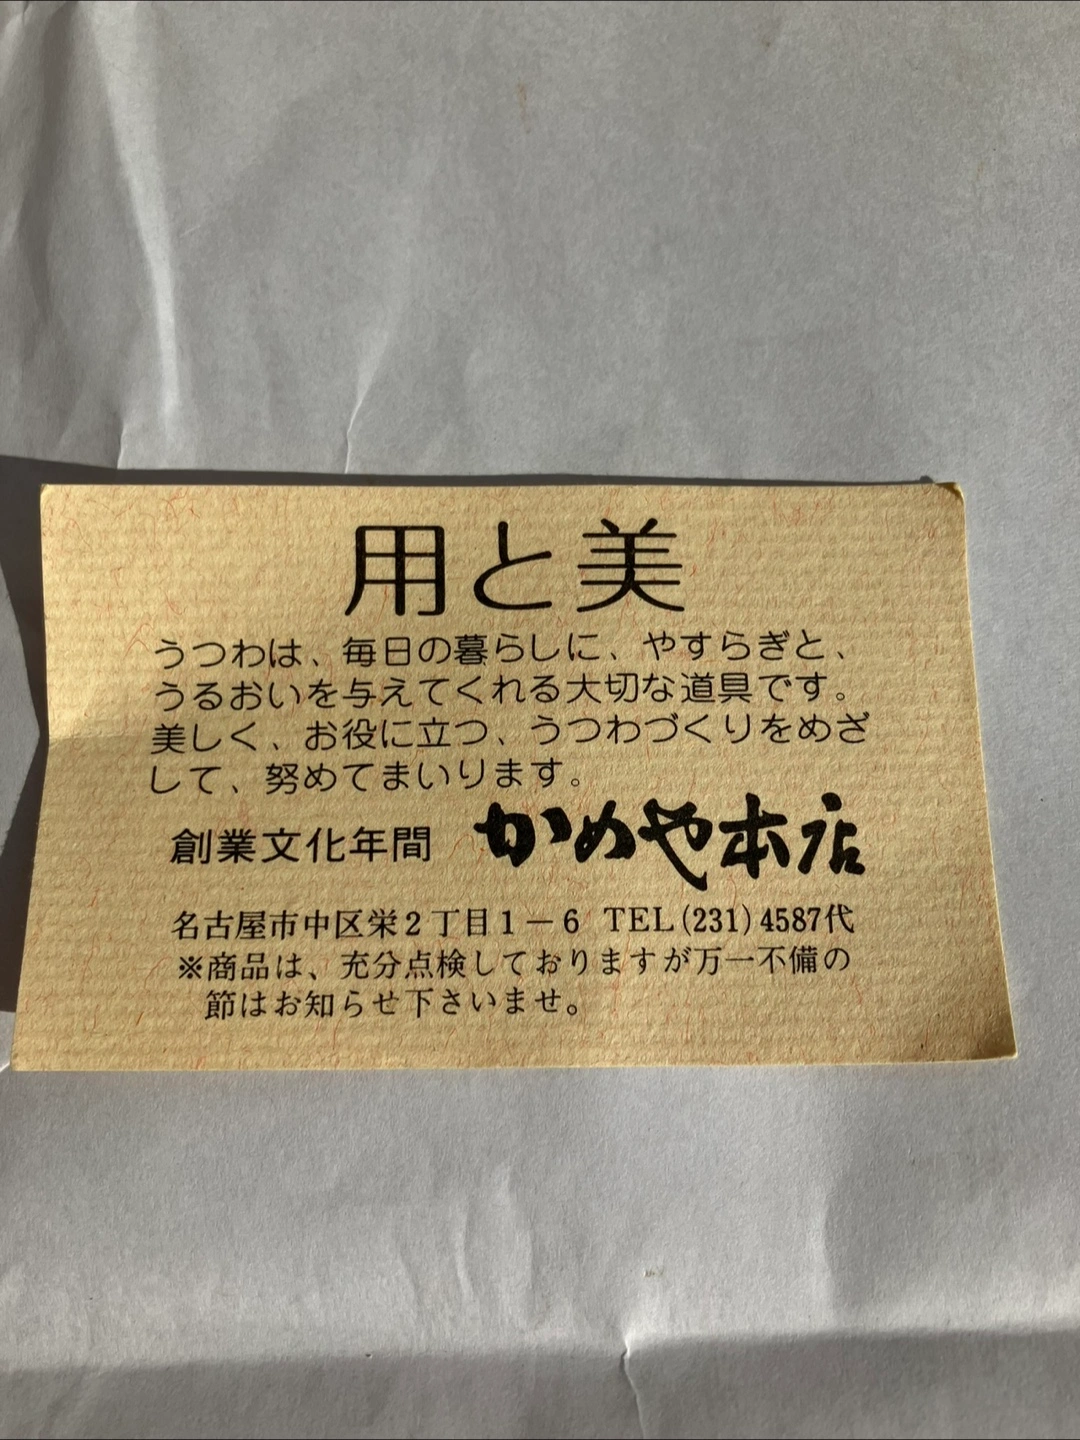 用と美
うつわは、毎日の暮らしに、やすらぎと、
うるおいを与えてくれる大切な道具です。
美しく、お役に立つ、うつわづくりをめざ
して、努めてまいります。
創業文化年間 かめや本店
名古屋市中区栄2丁目1－6 TEL(231)4587代
※商品は、充分点検しておりますが万一不備の
節はお知らせ下さいませ。